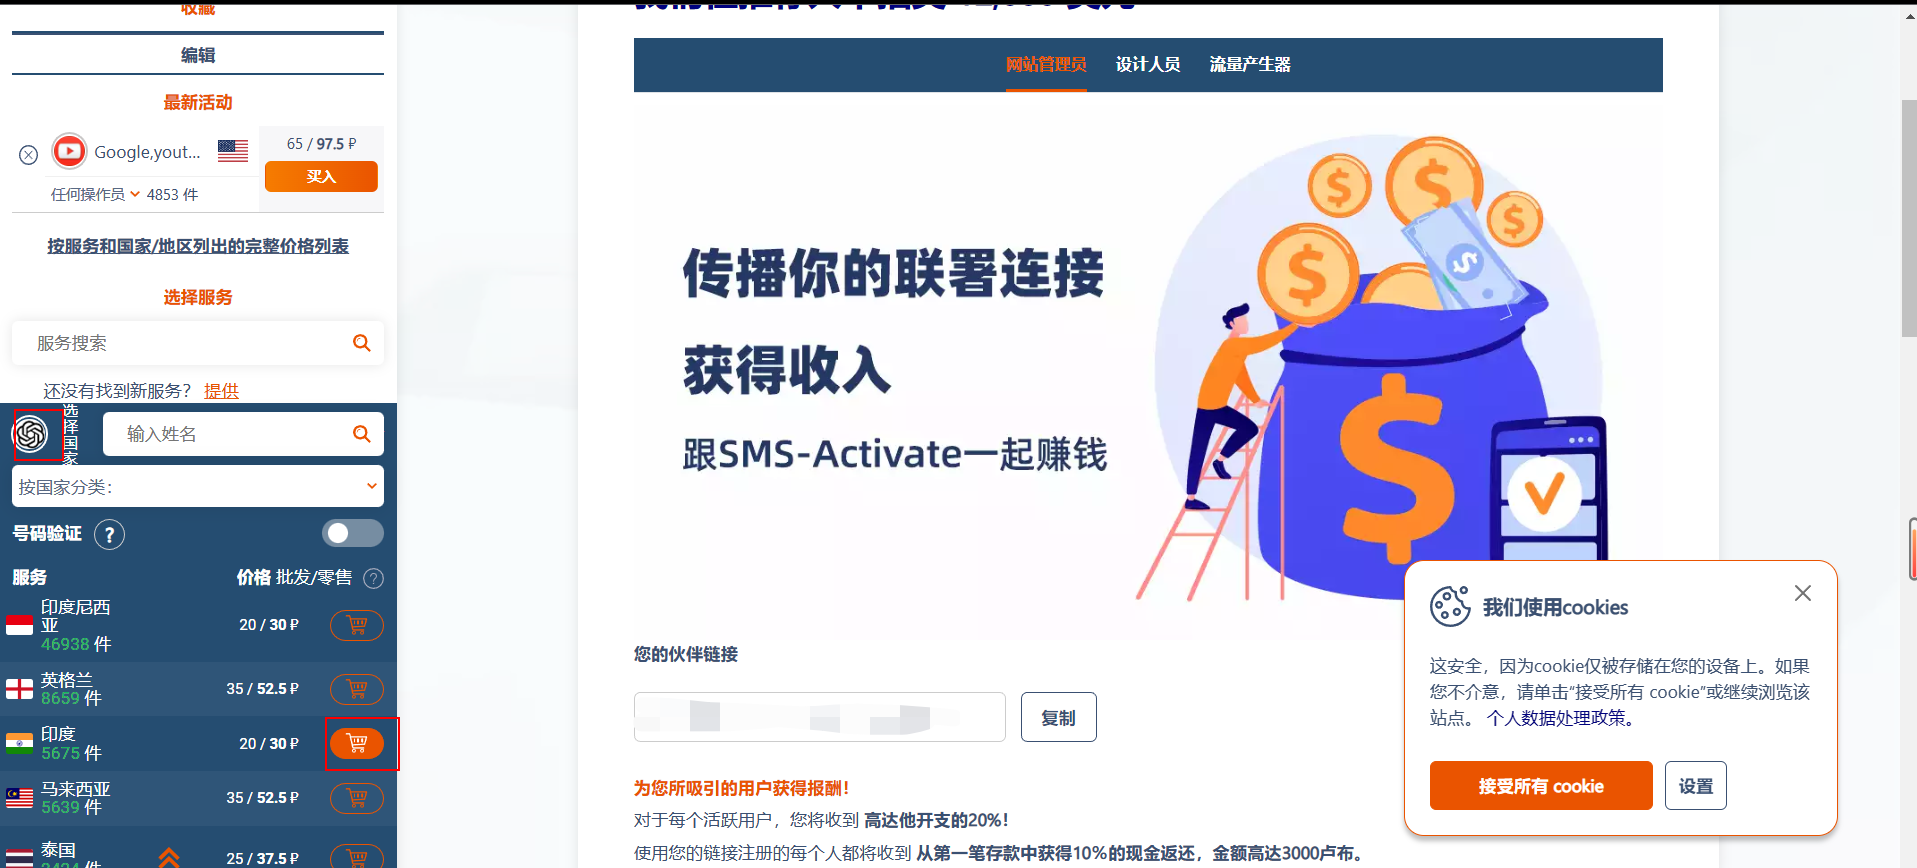 收藏
编辑
最新活动
Google,yout...
65 / 97.5 ₽
买入
任何操作员 4853 件
按服务和国家/地区列出的完整价格列表
选择服务
服务搜索
还没有找到新服务？ 提供
选择国家
输入姓名
按国家分类：
号码验证 ?
服务 价格 批发/零售 ?
印度尼西亚
46938 件
20 / 30 ₽
英格兰
8659 件
35 / 52.5 ₽
印度
5675 件
20 / 30 ₽
马来西亚
5639 件
35 / 52.5 ₽
泰国
25 / 37.5 ₽
网站管理员 设计人员 流量产生器
传播你的联署连接
获得收入
跟SMS-Activate一起赚钱
您的伙伴链接
复制
为您所吸引的用户获得报酬！
对于每个活跃用户，您将收到 高达他开支的20%！
使用您的链接注册的每个人都将收到 从第一笔存款中获得10%的现金返还，金额高达3000卢布。
我们使用cookies
这安全，因为cookie仅被存储在您的设备上。如果
您不介意，请单击“接受所有 cookie”或继续浏览该
站点。 个人数据处理政策。
接受所有 cookie
设置